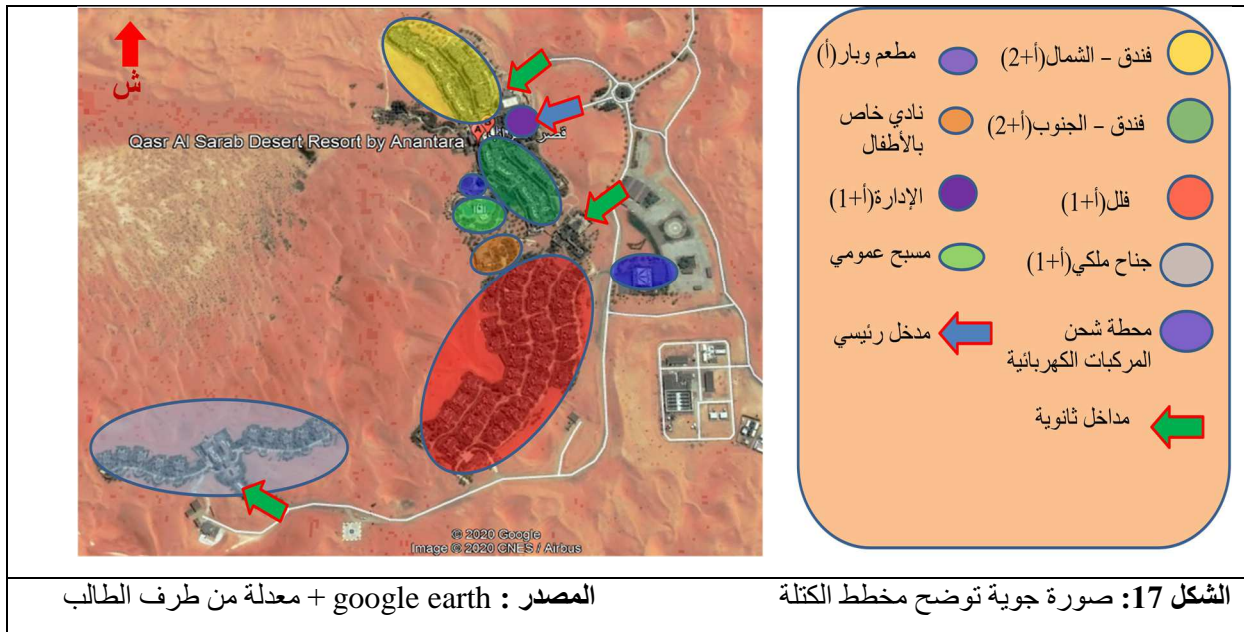 ش
Qasr Al Sarab Desert Resort by Anantara
© 2020 Google
Image © 2020 CNES / Airbus
فندق - الشمال(أ+2)
مطعم وبار(أ)
فندق - الجنوب(أ+2)
نادي خاص
بالأطفال
فلل(أ+1)
الإدارة(أ+1)
جناح ملكي(أ+1)
مسبح عمومي
محطة شحن
المركبات الكهربائية
مدخل رئيسي
مداخل ثانوية
الشكل 17: صورة جوية توضح مخطط الكتلة
المصدر : google earth + معدلة من طرف الطالب